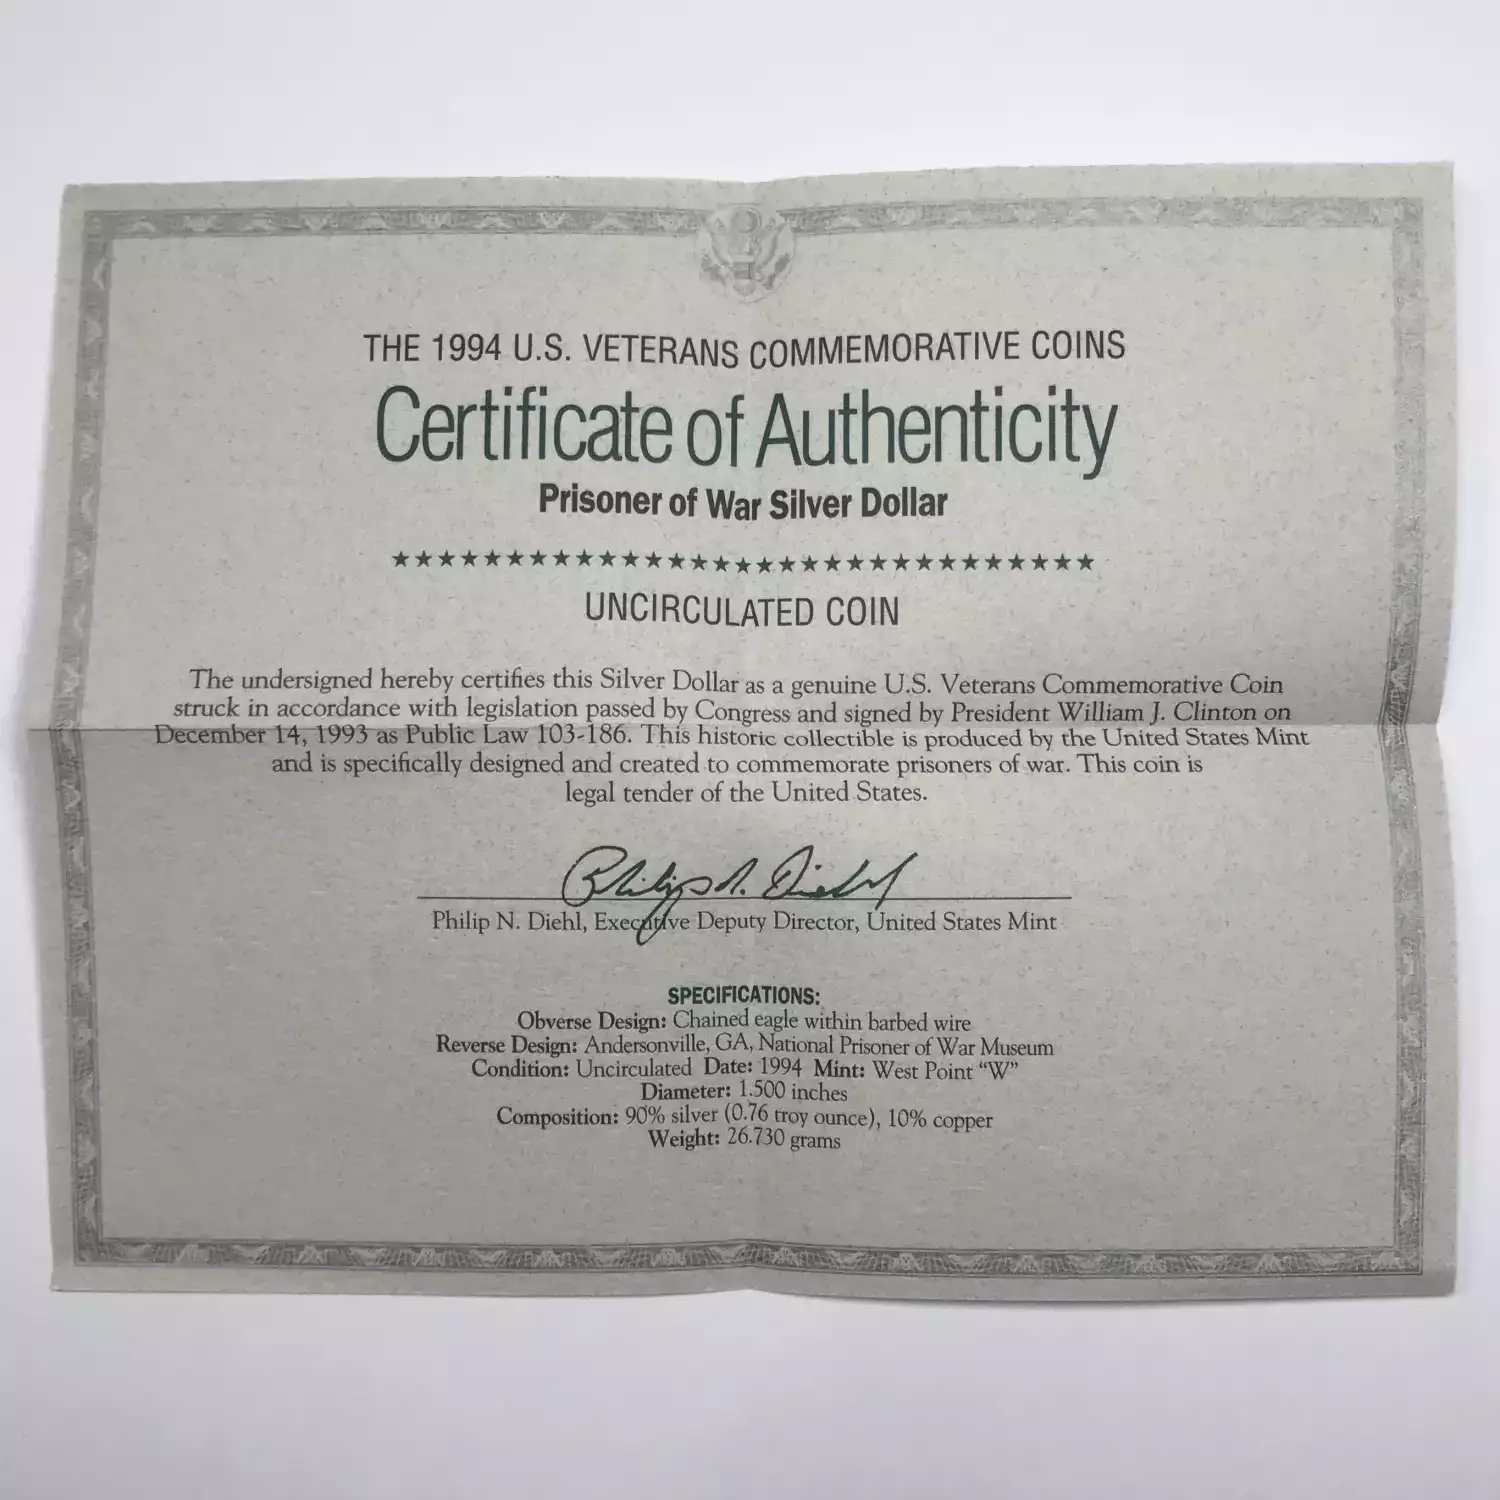 THE 1994 U.S. VETERANS COMMEMORATIVE COINS
Certificate of Authenticity
Prisoner of War Silver Dollar
★★★★★★★★★★★★★★★★★★★★★★★★★★★★★★★
UNCIRCULATED COIN
The undersigned hereby certifies this Silver Dollar as a genuine U.S. Veterans Commemorative Coin
struck in accordance with legislation passed by Congress and signed by President William J. Clinton on
December 14, 1993 as Public Law 103-186. This historic collectible is produced by the United States Mint
and is specifically designed and created to commemorate prisoners of war. This coin is
legal tender of the United States.
Philip N. Diehl
Philip N. Diehl, Executive Deputy Director, United States Mint
SPECIFICATIONS:
Obverse Design: Chained eagle within barbed wire
Reverse Design: Andersonville, GA, National Prisoner of War Museum
Condition: Uncirculated Date: 1994 Mint: West Point “W”
Diameter: 1.500 inches
Composition: 90% silver (0.76 troy ounce), 10% copper
Weight: 26.730 grams